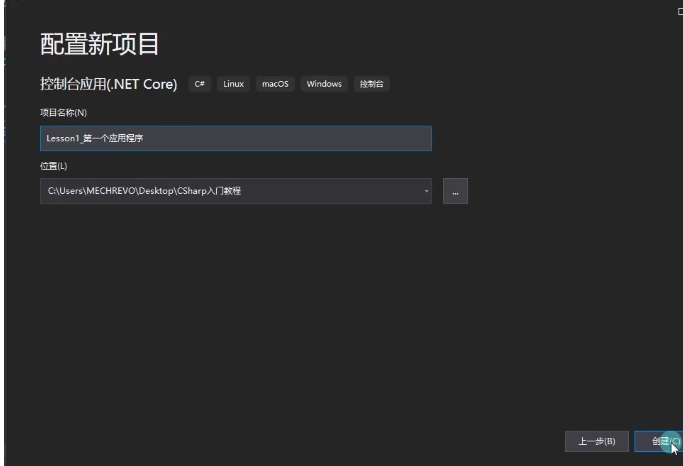 配置新项目
控制台应用(.NET Core) C# Linux macOS Windows 控制台
项目名称(N)
Lesson1_第一个应用程序
位置(L)
C:\Users\MECHREVO\Desktop\CSharp入门教程
...
上一步(B) 创建(C)